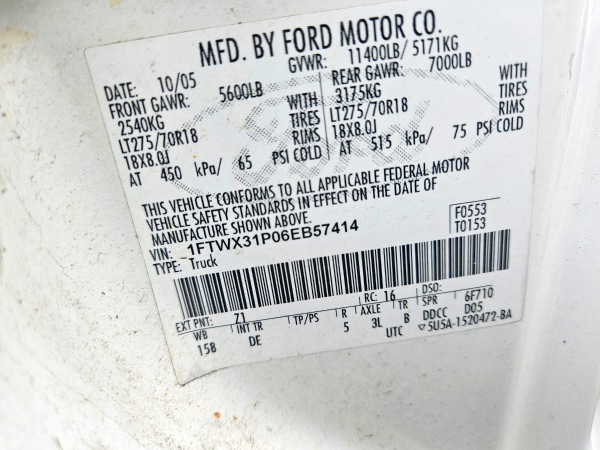 MFD. BY FORD MOTOR CO.
DATE: 10/05 GVWR: 11400LB/ 5171KG
FRONT GAWR: 5600LB REAR GAWR: 7000LB
2540KG WITH 3175KG WITH
LT275/70R18 TIRES LT275/70R18 TIRES
18X8.0J RIMS 18X8.0J RIMS
AT 450 kPa/ 65 PSI COLD AT 515 kPa/ 75 PSI COLD
Ford
THIS VEHICLE CONFORMS TO ALL APPLICABLE FEDERAL MOTOR
VEHICLE SAFETY STANDARDS IN EFFECT ON THE DATE OF
MANUFACTURE SHOWN ABOVE.
VIN: 1FTWX31P06EB57414 F0553
TYPE: Truck T0153
EXT PNT: 71 RC: 16 DSO:
WB INT TR TP/PS R AXLE TR SPR 6F710
158 DE 5 3L B DDCC D05
UTC ▽5U5A-1520472-BA